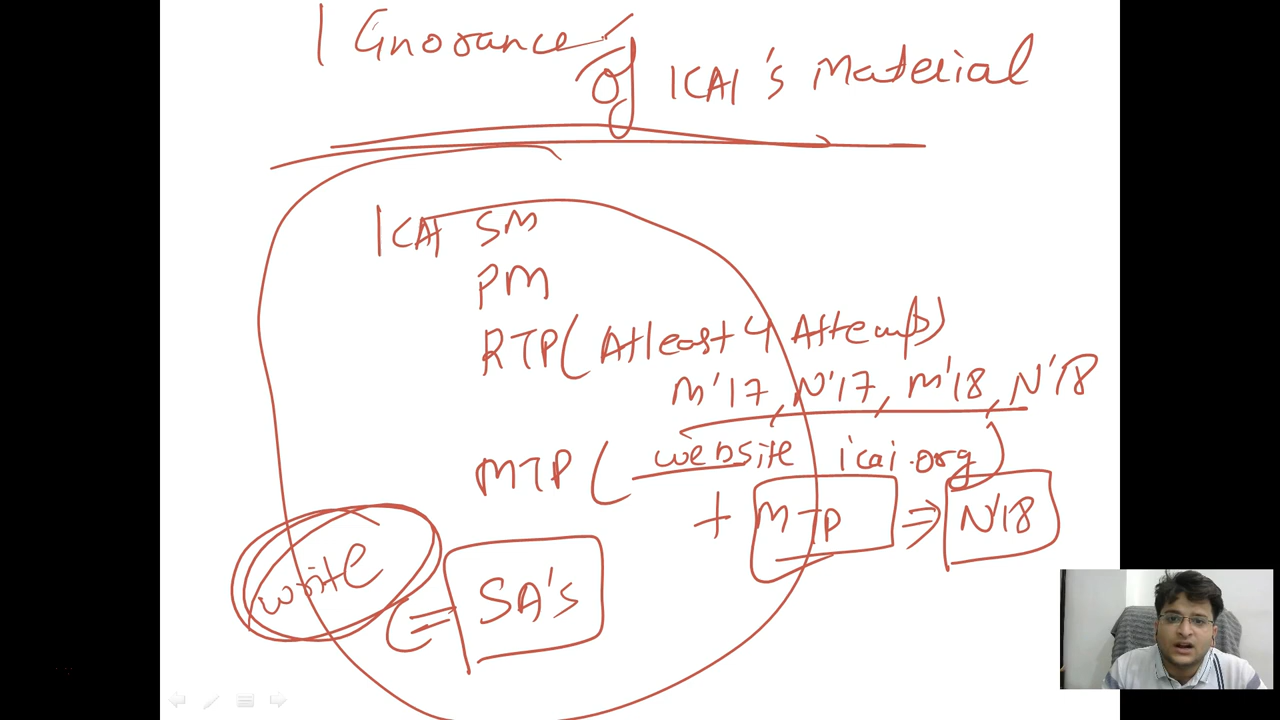 Ignorance
of ICAI's Material
ICAI SM
PM
RTP (Atleast 4 Attempts)
M'17, N'17, M'18, N'18
MTP (website icai.org)
+ MTP ⇒ N'18
write ⇐ SA's